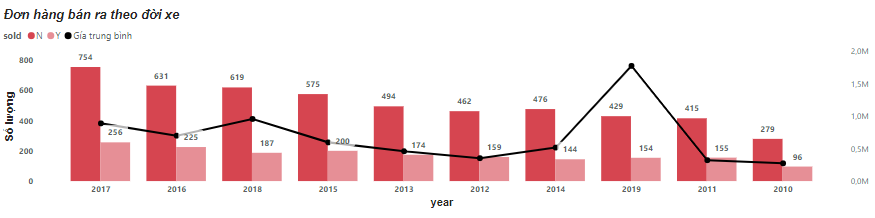 Đơn hàng bán ra theo đời xe
sold N Y Gía trung bình
Số lượng
800
600
400
200
0
754 631 619 575 494 462 476 429 415 279
256 225 187 200 174 159 144 154 155 96
2,0M
1,5M
1,0M
0,5M
0,0M
2017 2016 2018 2015 2013 2012 2014 2019 2011 2010
year